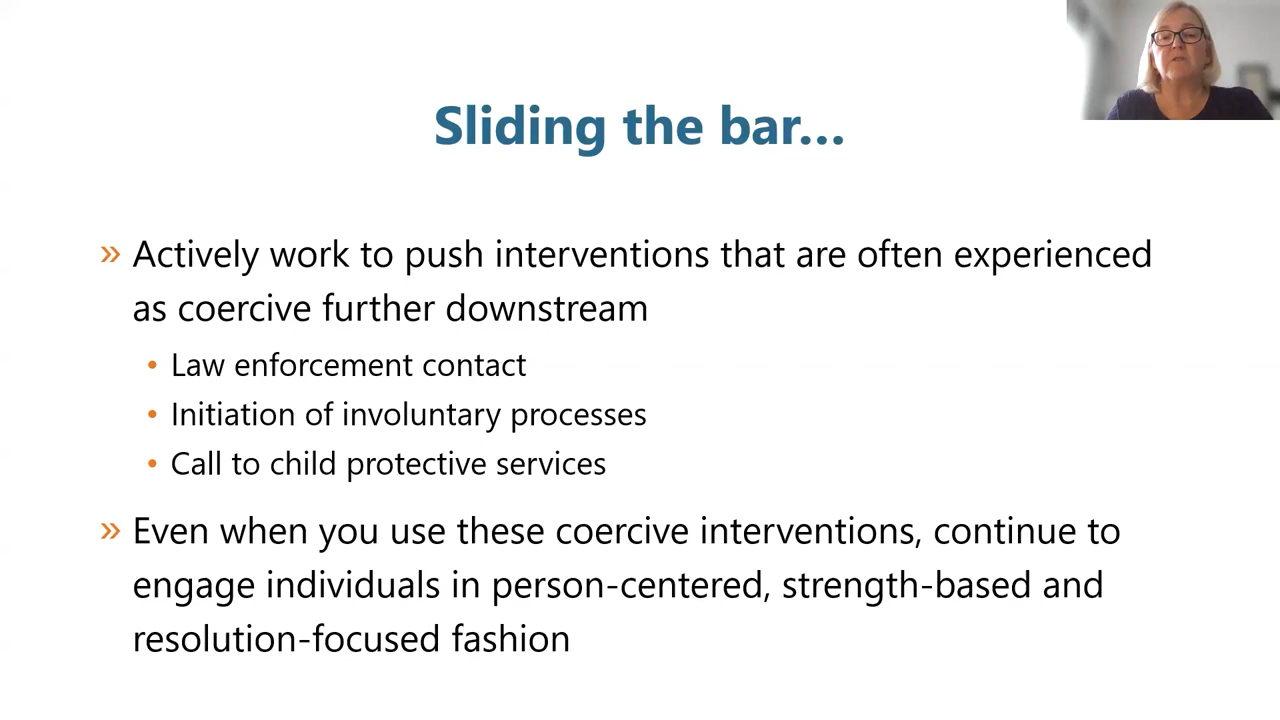 Sliding the bar...
» Actively work to push interventions that are often experienced
as coercive further downstream
• Law enforcement contact
• Initiation of involuntary processes
• Call to child protective services
» Even when you use these coercive interventions, continue to
engage individuals in person-centered, strength-based and
resolution-focused fashion